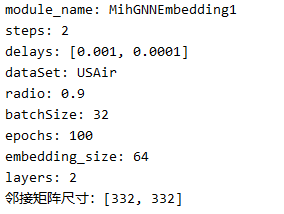 module_name: MihGNNEmbedding1
steps: 2
delays: [0.001, 0.0001]
dataSet: USAir
radio: 0.9
batchSize: 32
epochs: 100
embedding_size: 64
layers: 2
邻接矩阵尺寸: [332, 332]